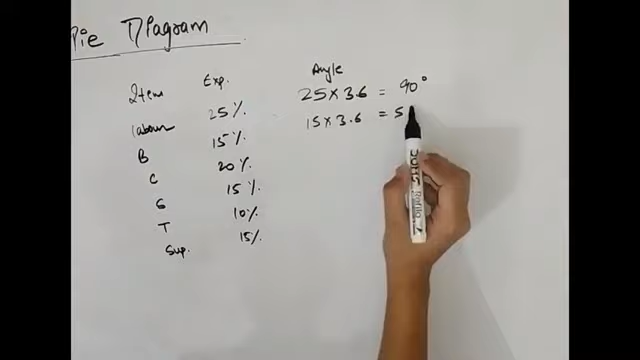 Pie Diagram
Item Exp. Angle
labour 25% 25 × 3.6 = 90°
B 15% 15 × 3.6 = 5
C 20%
S 15%
T 10%
Sup. 15%